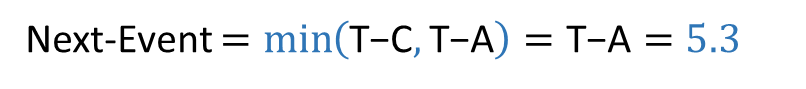 Next-Event = min(T−C, T−A) = T−A = 5.3